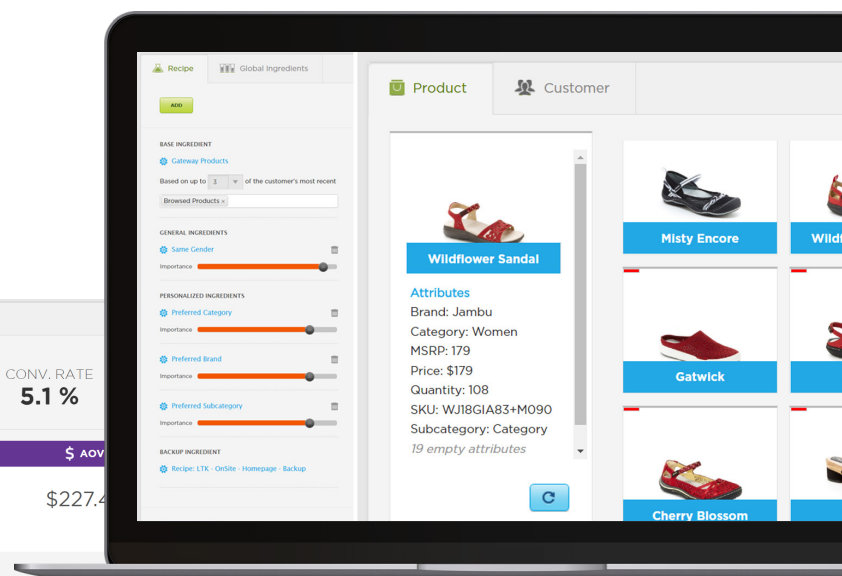 Recipe
Global Ingredients
ADD
BASE INGREDIENT
Gateway Products
Based on up to 3 of the customer's most recent
Browsed Products ×
GENERAL INGREDIENTS
Same Gender
Importance
PERSONALIZED INGREDIENTS
Preferred Category
Importance
Preferred Brand
Importance
Preferred Subcategory
Importance
BACKUP INGREDIENT
Recipe: LTK - OnSite - Homepage - Backup
Product
Customer
Wildflower Sandal
Attributes
Brand: Jambu
Category: Women
MSRP: 179
Price: $179
Quantity: 108
SKU: WJ18GIA83+M090
Subcategory: Category
19 empty attributes
Misty Encore
Wildf
Gatwick
Cherry Blossom
CONV. RATE
5.1 %
$ AOV
$227.4